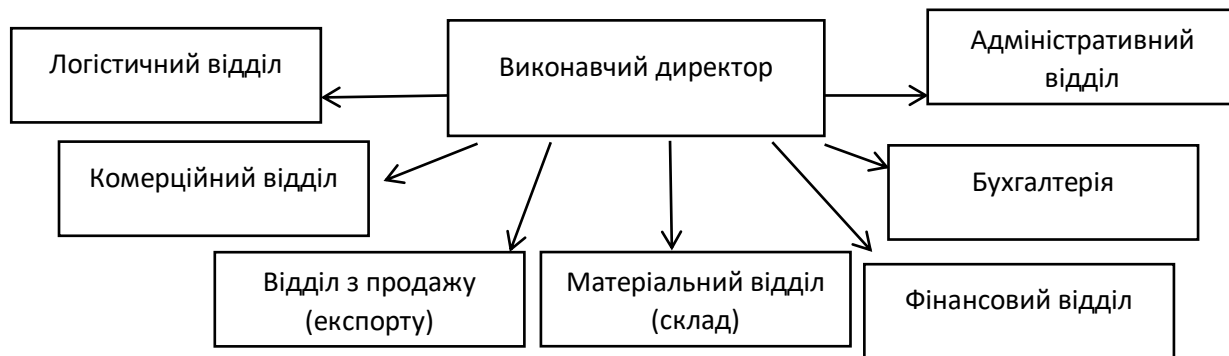 Логістичний відділ
Виконавчий директор
Адміністративний
відділ
Комерційний відділ
Бухгалтерія
Відділ з продажу
(експорту)
Матеріальний відділ
(склад)
Фінансовий відділ